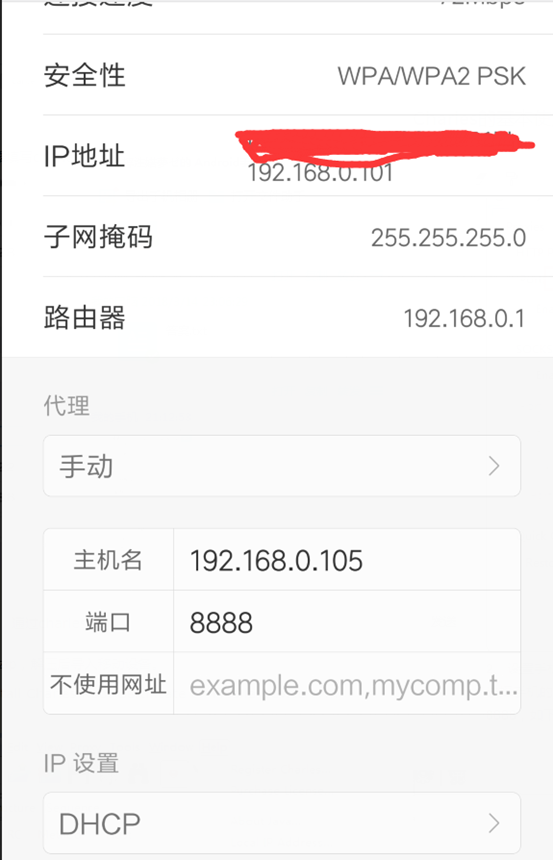 安全性 WPA/WPA2 PSK
IP地址
192.168.0.101
子网掩码 255.255.255.0
路由器 192.168.0.1
代理
手动
主机名 192.168.0.105
端口 8888
不使用网址 example.com,mycomp.t...
IP 设置
DHCP